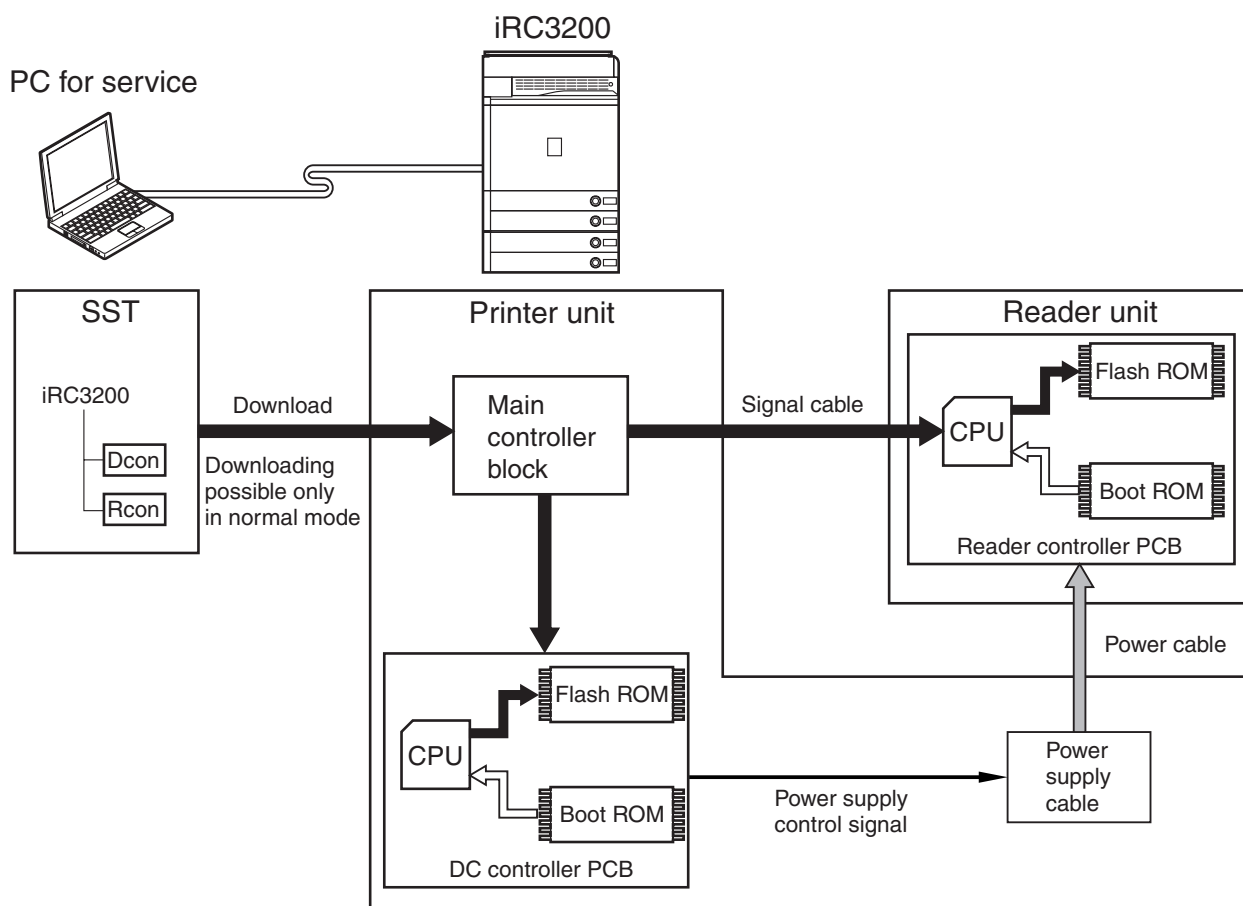 iRC3200
PC for service
SST
iRC3200
Dcon
Rcon
Download
Downloading
possible only
in normal mode
Printer unit
Main
controller
block
Signal cable
Reader unit
Flash ROM
CPU
Boot ROM
Reader controller PCB
Power cable
Flash ROM
CPU
Boot ROM
DC controller PCB
Power supply
control signal
Power
supply
cable